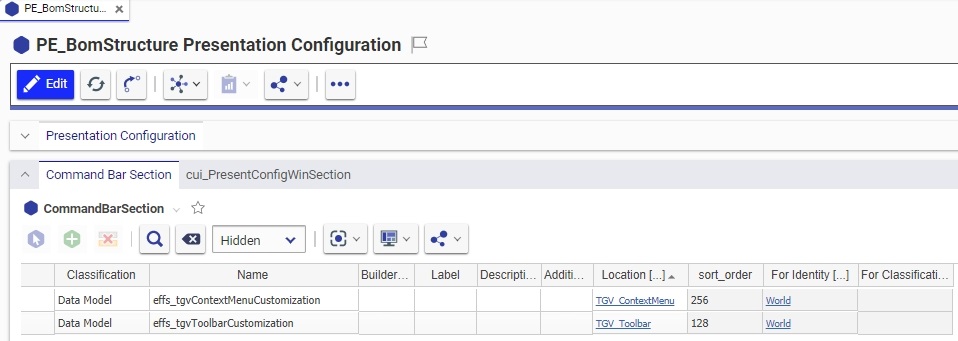 PE_BomStructu...
PE_BomStructure Presentation Configuration
Edit
Presentation Configuration
Command Bar Section cui_PresentConfigWinSection
CommandBarSection
Hidden
Classification Name Builder... Label Descripti... Additi... Location [...] sort_order For Identity [...] For Classificati...
Data Model effs_tgvContextMenuCustomization TGV_ContextMenu 256 World
Data Model effs_tgvToolbarCustomization TGV_Toolbar 128 World